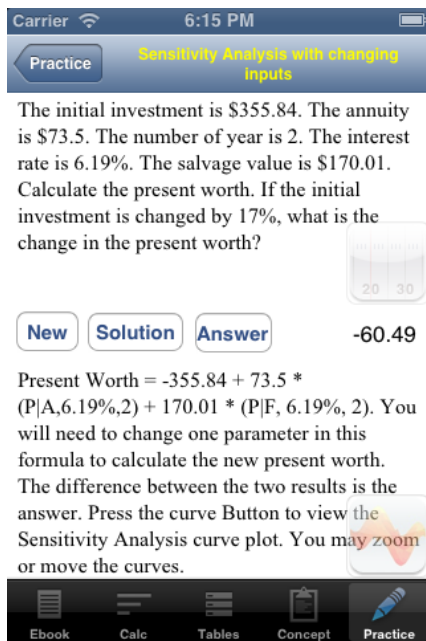 Carrier 6:15 PM
Practice
Sensitivity Analysis with changing
inputs
The initial investment is $355.84. The annuity
is $73.5. The number of year is 2. The interest
rate is 6.19%. The salvage value is $170.01.
Calculate the present worth. If the initial
investment is changed by 17%, what is the
change in the present worth?
20 30
New Solution Answer -60.49
Present Worth = -355.84 + 73.5 *
(P|A,6.19%,2) + 170.01 * (P|F, 6.19%, 2). You
will need to change one parameter in this
formula to calculate the new present worth.
The difference between the two results is the
answer. Press the curve Button to view the
Sensitivity Analysis curve plot. You may zoom
or move the curves.
Ebook Calc Tables Concept Practice